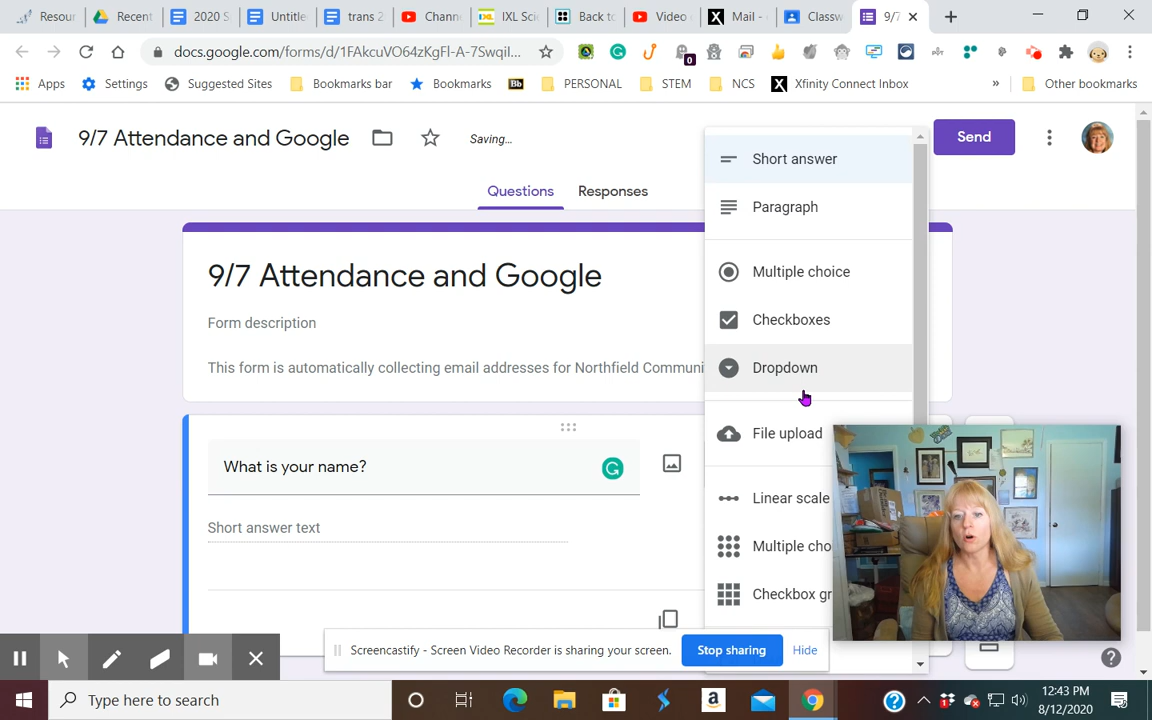 Resour
Recent
2020 S
Untitle
trans 2
Chann
IXL Sci
Back to
Video
Mail -
Classw
9/7
docs.google.com/forms/d/1FAkcuVO64zKgFl-A-7Swqil...
0
Apps
Settings
Suggested Sites
Bookmarks bar
Bookmarks
Bb
PERSONAL
STEM
NCS
Xfinity Connect Inbox
»
Other bookmarks
9/7 Attendance and Google
Saving...
Send
Questions
Responses
9/7 Attendance and Google
Form description
This form is automatically collecting email addresses for Northfield Communi
Short answer
Paragraph
Multiple choice
Checkboxes
Dropdown
File upload
Linear scale
Multiple cho
Checkbox gr
What is your name?
Short answer text
Screencastify - Screen Video Recorder is sharing your screen.
Stop sharing
Hide
Type here to search
12:43 PM
8/12/2020